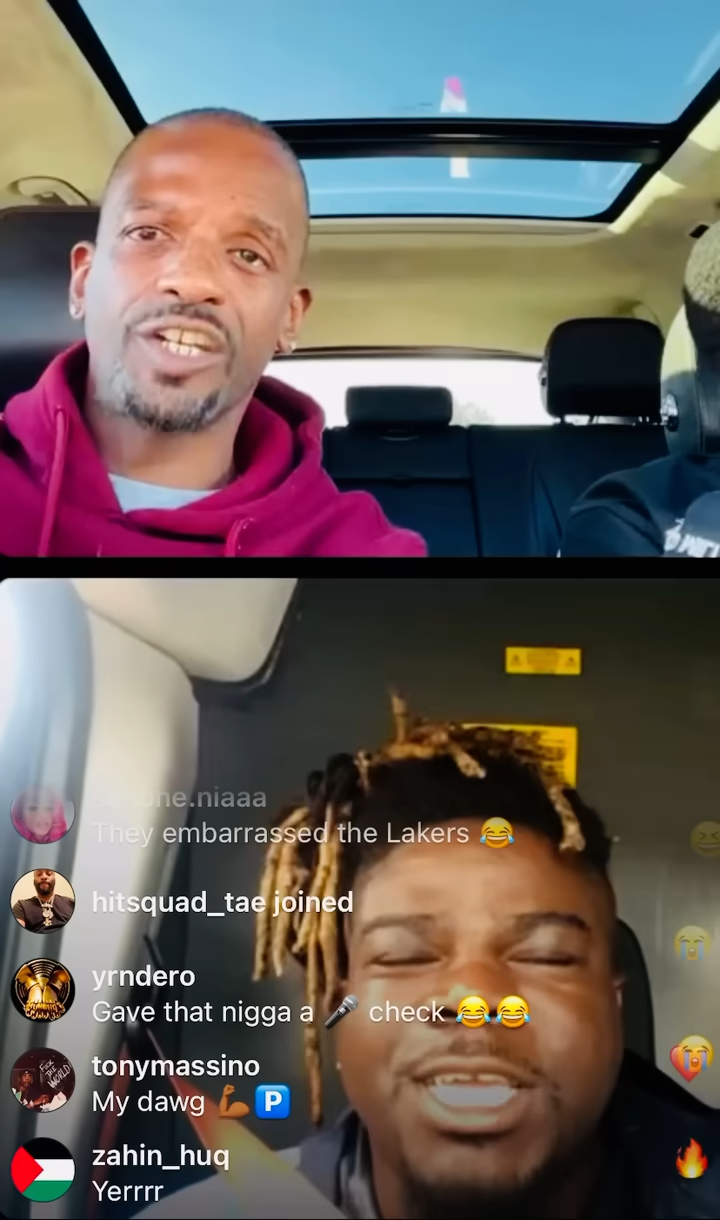 They embarrassed the Lakers 😂
hitsquad_tae joined
yrndero
Gave that nigga a 🎤 check 😂😂
tonymassino
My dawg 💪🏾🅿️
zahin_huq
Yerrrr